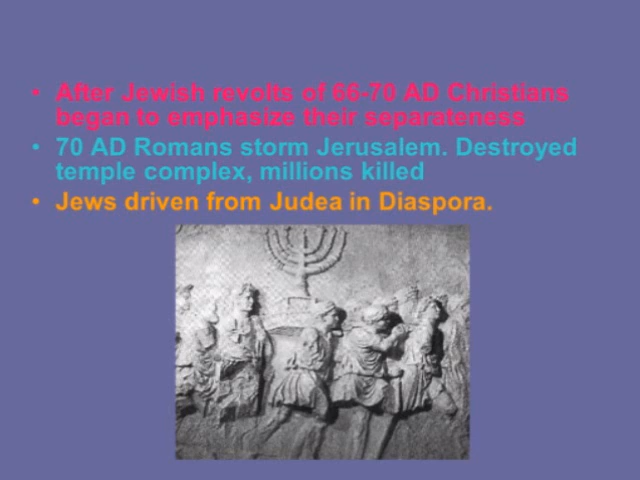 • After Jewish revolts of 66-70 AD Christians
began to emphasize their separateness
• 70 AD Romans storm Jerusalem. Destroyed
temple complex, millions killed
• Jews driven from Judea in Diaspora.